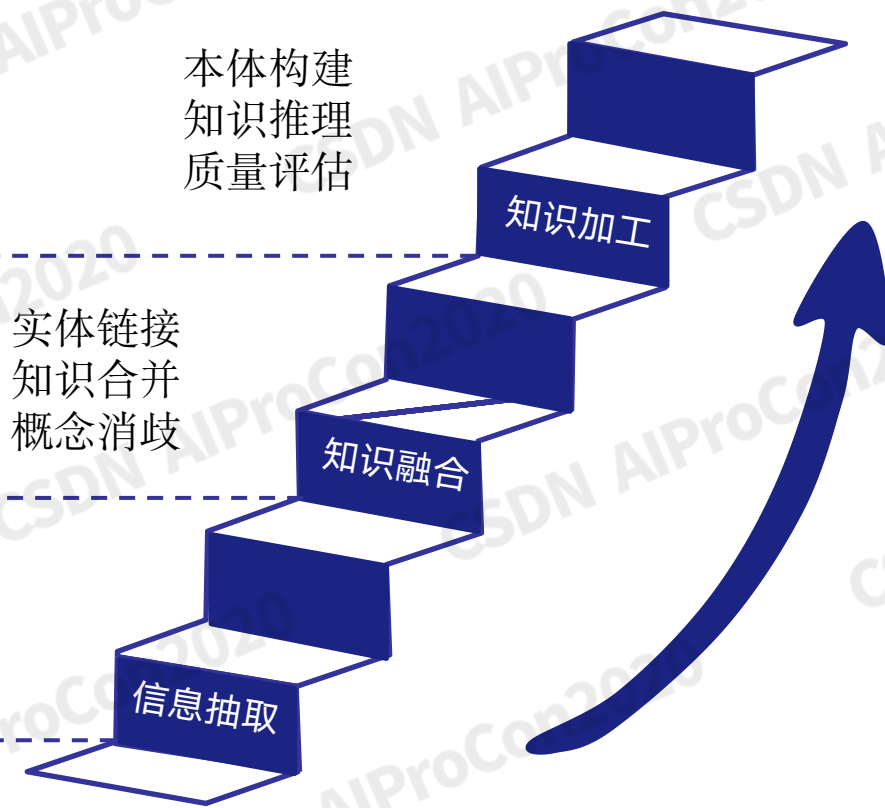 本体构建
知识推理
质量评估
知识加工
实体链接
知识合并
概念消歧
知识融合
信息抽取
CSDN AIProCon2020